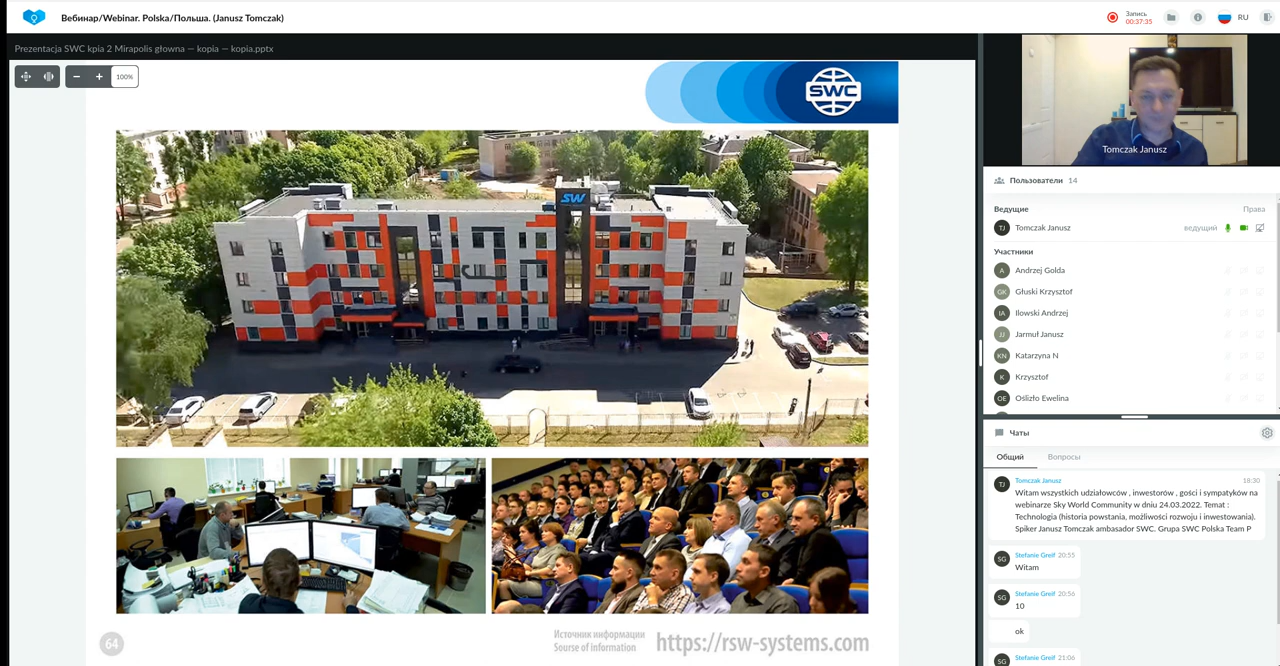 Вебинар/Webinar. Polska/Польша. (Janusz Tomczak)
Запись
00:37:35
RU
Prezentacja SWC kpia 2 Mirapolis głowna — kopia — kopia.pptx
100%
SWC
SW
Источник информации
Sourse of information
https://rsw-systems.com
64
Tomczak Janusz
Пользователи 14
Ведущие Права
TJ Tomczak Janusz ведущий
Участники
A Andrzej Golda
GK Głuski Krzysztof
IA Ilowski Andrzej
JJ Jarmuł Janusz
KN Katarzyna N
K Krzysztof
OE Oślizło Ewelina
Чаты
Общий Вопросы
TJ Tomczak Janusz 18:30
Witam wszystkich udziałowców , inwestorów , gości i sympatyków na
webinarze Sky World Community w dniu 24.03.2022. Temat :
Technologia (historia powstania, możliwości rozwoju i inwestowania).
Spiker Janusz Tomczak ambasador SWC. Grupa SWC Polska Team P
SG Stefanie Greif 20:55
Witam
SG Stefanie Greif 20:56
10
ok
SG Stefanie Greif 21:06